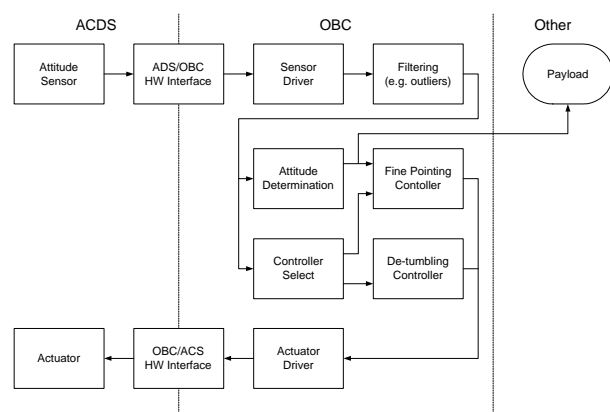 ACDS
OBC
Other
Attitude
Sensor
ADS/OBC
HW Interface
Sensor
Driver
Filtering
(e.g. outliers)
Payload
Attitude
Determination
Fine Pointing
Contoller
Controller
Select
De-tumbling
Controller
Actuator
OBC/ACS
HW Interface
Actuator
Driver